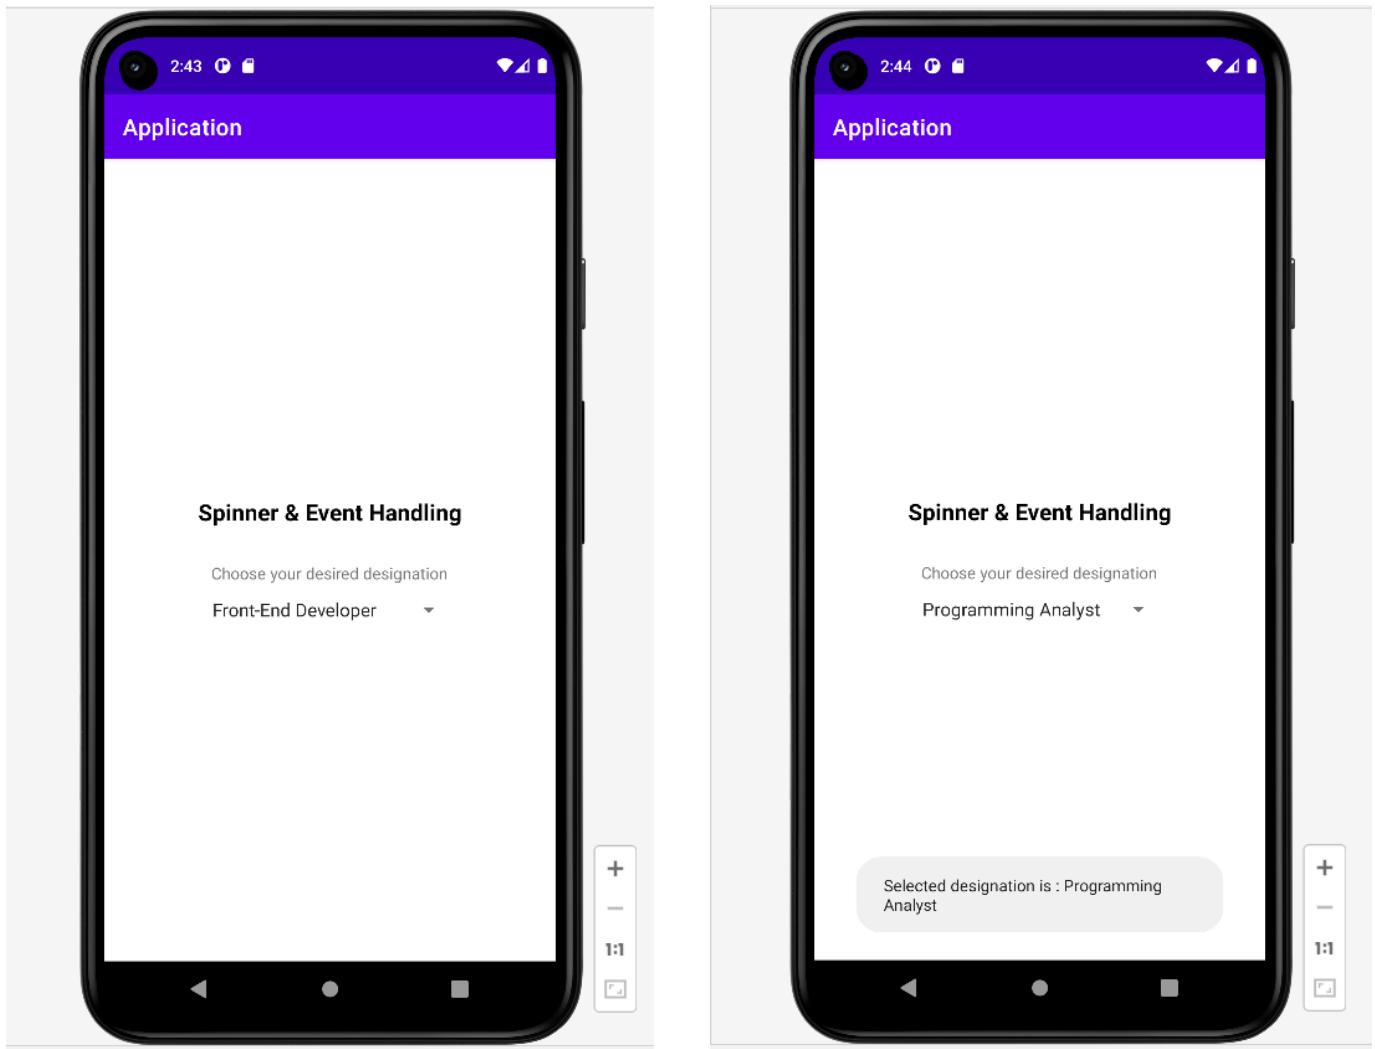 2:43
Application
Spinner & Event Handling
Choose your desired designation
Front-End Developer
1:1
2:44
Application
Spinner & Event Handling
Choose your desired designation
Programming Analyst
Selected designation is : Programming
Analyst
1:1